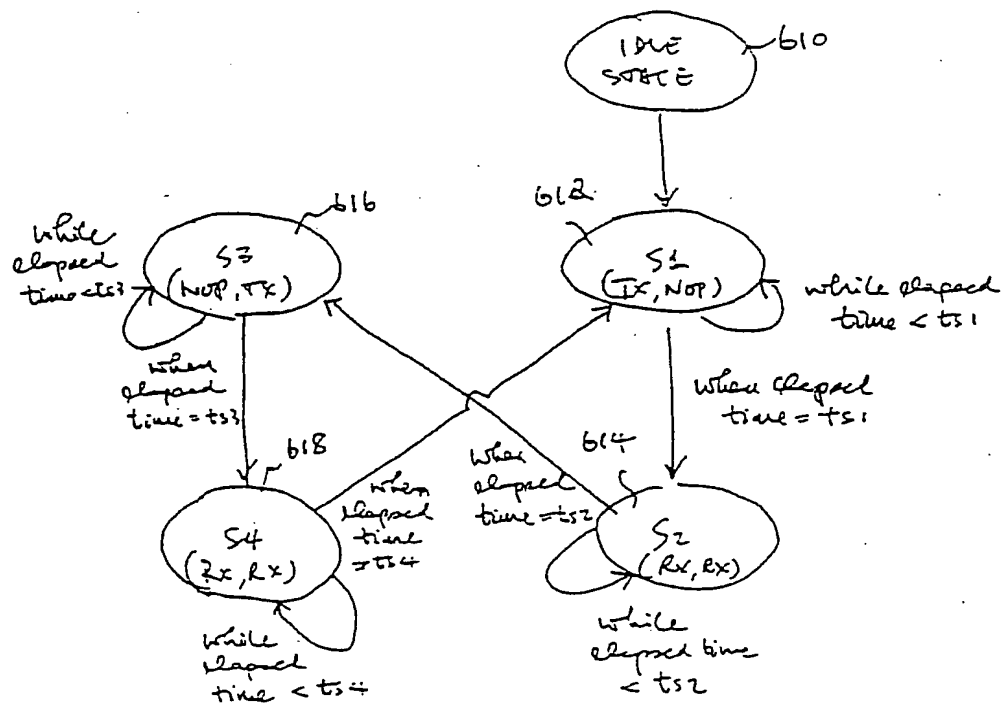 IDLE
STATE
610
612
S1
(TX, NOP)
while elapsed
time < ts1
when elapsed
time = ts1
616
S3
(NOP, TX)
while
elapsed
time < ts3
when
elapsed
time = ts3
618
S4
(RX, RX)
when
elapsed
time
= ts4
while
elapsed
time < ts4
614
S2
(RX, RX)
when
elapsed
time = ts2
while
elapsed time
< ts2